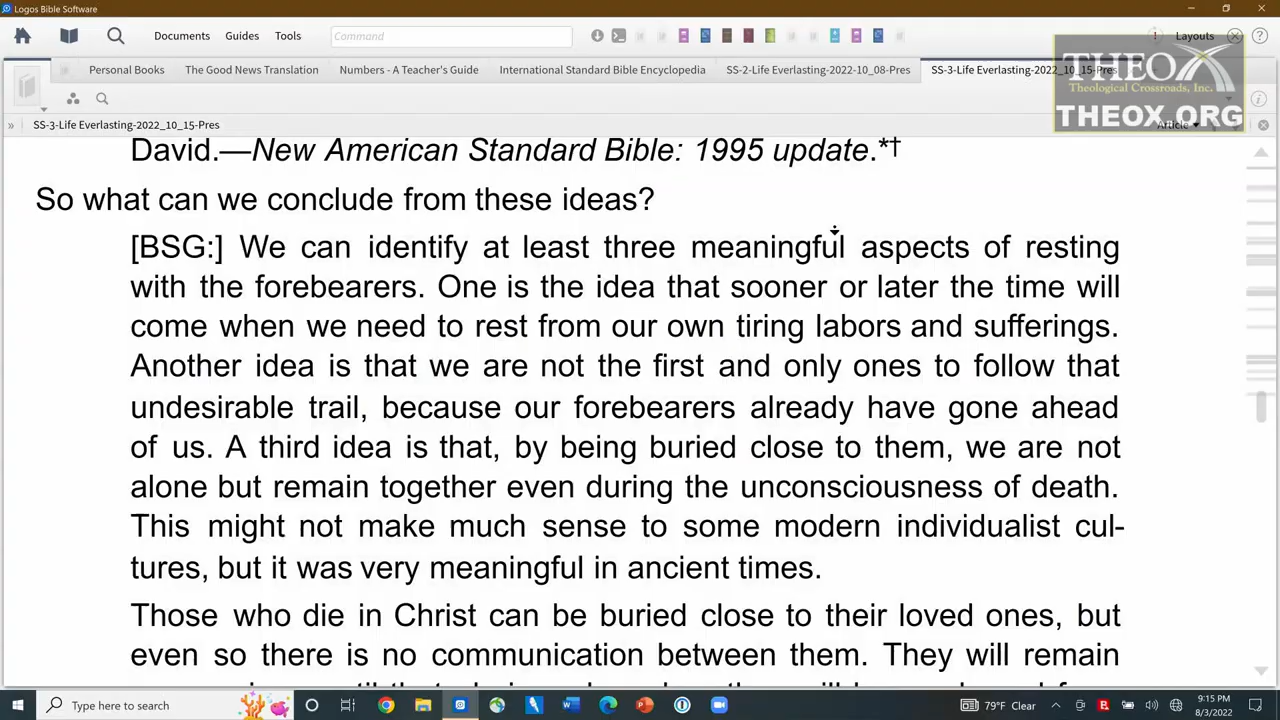 Logos Bible Software
Documents Guides Tools Command Layouts
THEOX
Theological Crossroads, Inc.
THEOX.ORG
Personal Books The Good News Translation International Standard Bible Encyclopedia SS-2-Life Everlasting-2022-10_08-Pres SS-3-Life Everlasting-2022_10_15-Pres
SS-3-Life Everlasting-2022_10_15-Pres Article
David.—New American Standard Bible: 1995 update.*†
So what can we conclude from these ideas?
[BSG:] We can identify at least three meaningful aspects of resting
with the forebearers. One is the idea that sooner or later the time will
come when we need to rest from our own tiring labors and sufferings.
Another idea is that we are not the first and only ones to follow that
undesirable trail, because our forebearers already have gone ahead
of us. A third idea is that, by being buried close to them, we are not
alone but remain together even during the unconsciousness of death.
This might not make much sense to some modern individualist cul-
tures, but it was very meaningful in ancient times.
Those who die in Christ can be buried close to their loved ones, but
even so there is no communication between them. They will remain
Type here to search 79°F Clear 9:15 PM
8/3/2022